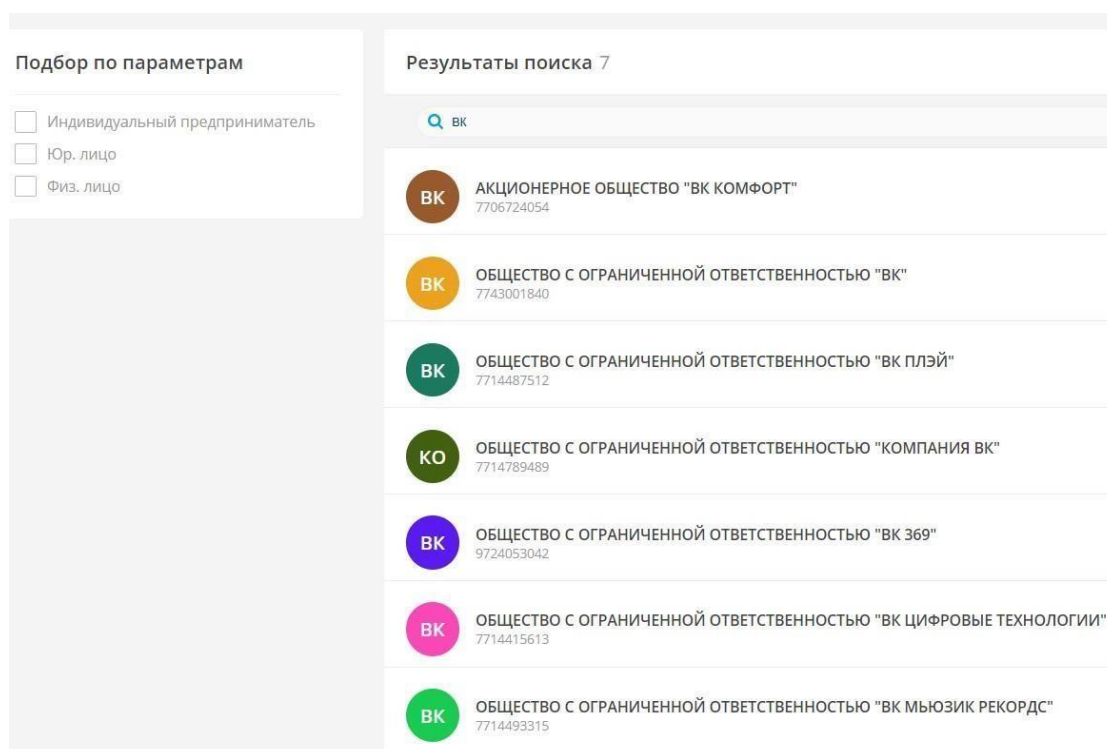 Подбор по параметрам
Индивидуальный предприниматель
Юр. лицо
Физ. лицо
Результаты поиска 7
вк
ВК
АКЦИОНЕРНОЕ ОБЩЕСТВО "ВК КОМФОРТ"
7706724054
ВК
ОБЩЕСТВО С ОГРАНИЧЕННОЙ ОТВЕТСТВЕННОСТЬЮ "ВК"
7743001840
ВК
ОБЩЕСТВО С ОГРАНИЧЕННОЙ ОТВЕТСТВЕННОСТЬЮ "ВК ПЛЭЙ"
7714487512
КО
ОБЩЕСТВО С ОГРАНИЧЕННОЙ ОТВЕТСТВЕННОСТЬЮ "КОМПАНИЯ ВК"
7714789489
ВК
ОБЩЕСТВО С ОГРАНИЧЕННОЙ ОТВЕТСТВЕННОСТЬЮ "ВК 369"
9724053042
ВК
ОБЩЕСТВО С ОГРАНИЧЕННОЙ ОТВЕТСТВЕННОСТЬЮ "ВК ЦИФРОВЫЕ ТЕХНОЛОГИИ"
7714415613
ВК
ОБЩЕСТВО С ОГРАНИЧЕННОЙ ОТВЕТСТВЕННОСТЬЮ "ВК МЬЮЗИК РЕКОРДС"
7714493315